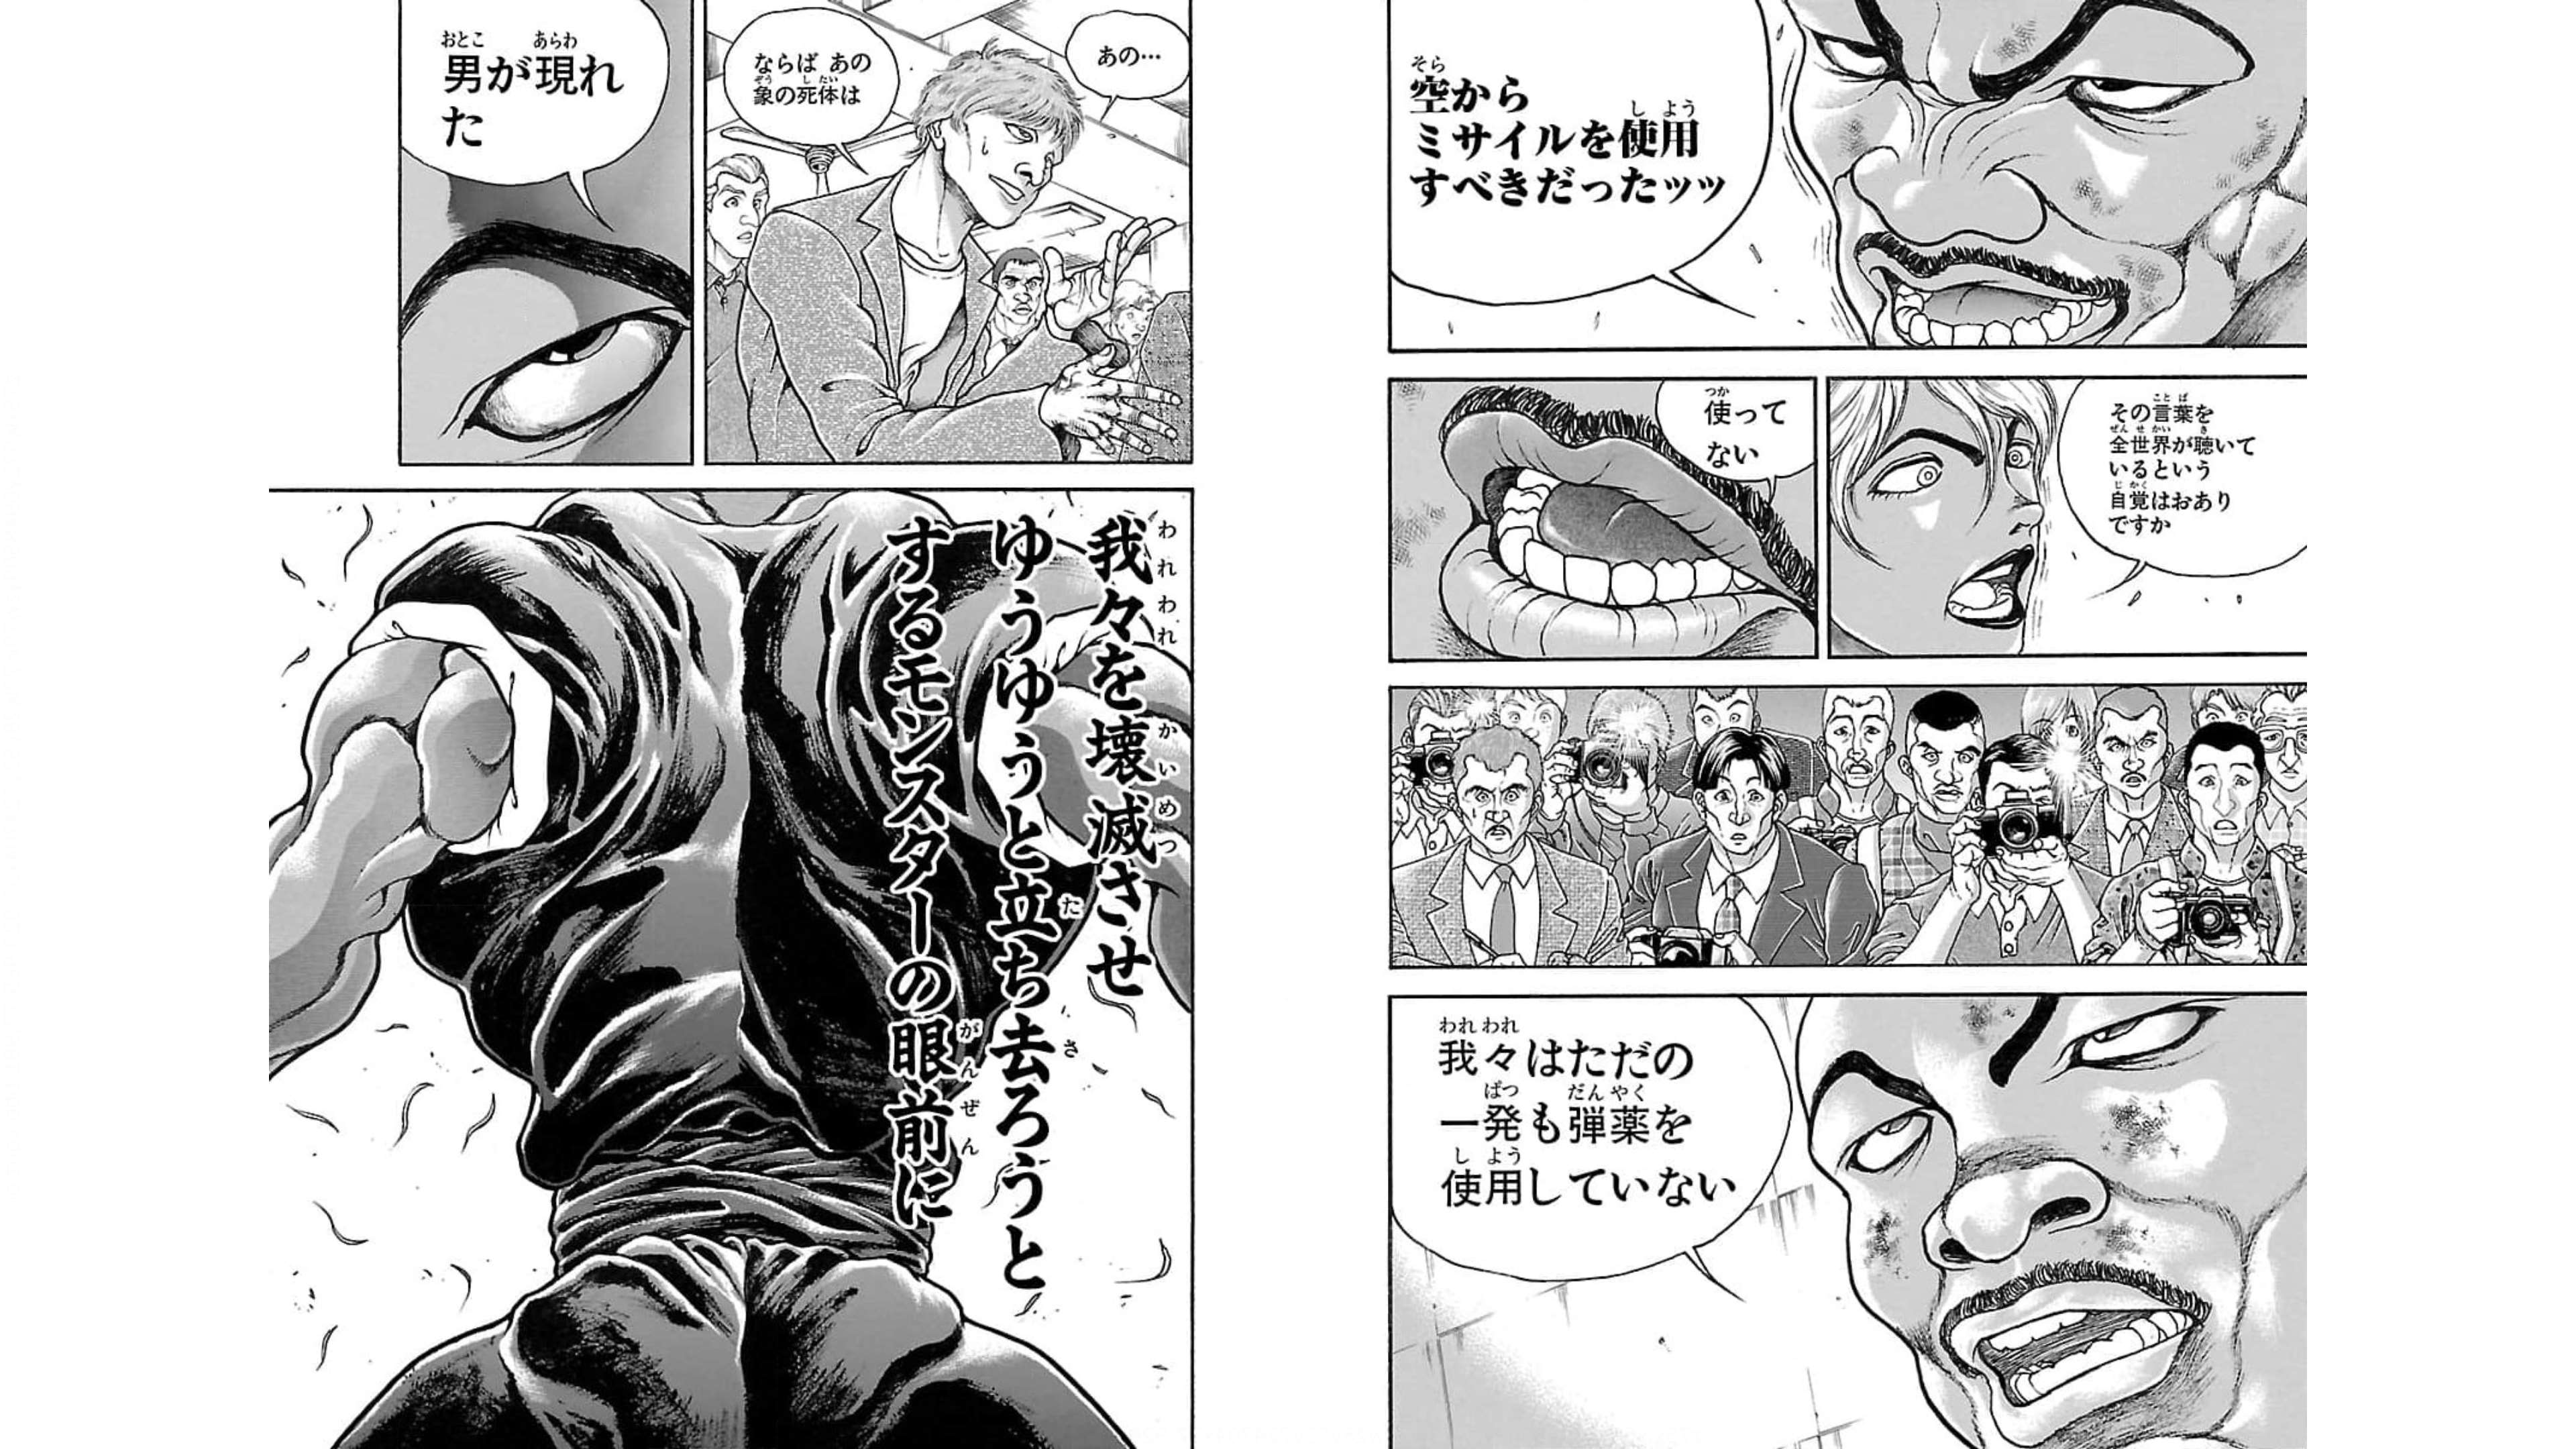 空から
ミサイルを使用
すべきだったッッ
その言葉を
全世界が聴いて
いるという
自覚はおあり
ですか
使って
ない
我々はただの
一発も弾薬を
使用していない
あの…
ならば あの
象の死体は
男が現れ
た
我々を壊滅させ
ゆうゆうと立ち去ろうと
するモンスターの眼前に